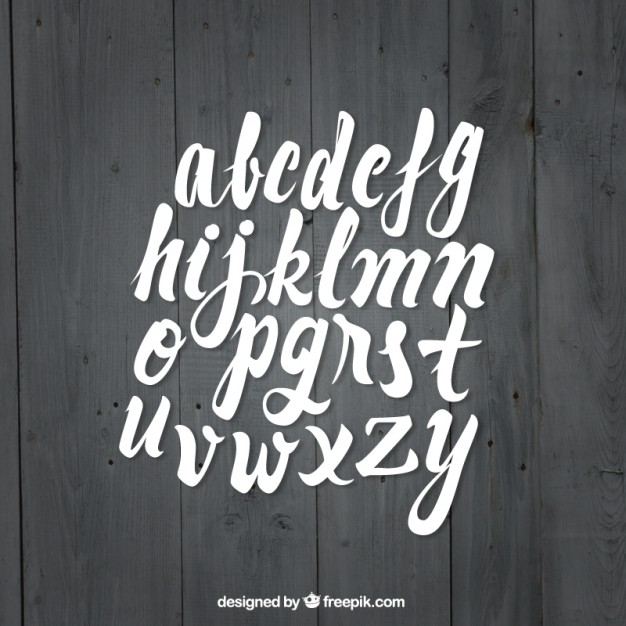 abcdefg
hijklmn
opqrst
uvwxzy
designed by freepik.com